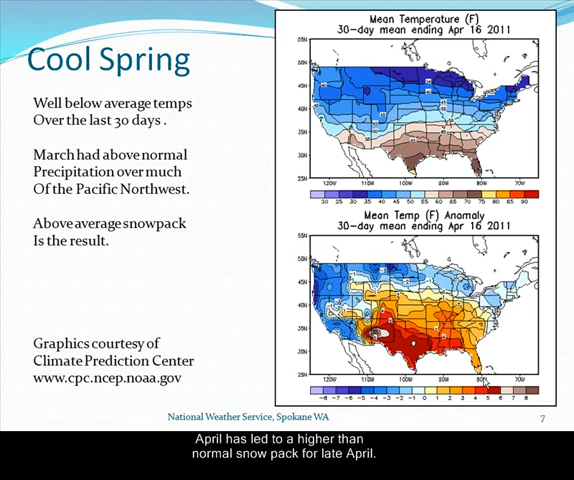 Cool Spring
Well below average temps
Over the last 30 days .
March had above normal
Precipitation over much
Of the Pacific Northwest.
Above average snowpack
Is the result.
Graphics courtesy of
Climate Prediction Center
www.cpc.ncep.noaa.gov
Mean Temperature (F)
30-day mean ending Apr 16 2011
55N
50N
45N
40N
35N
30N
25N
120W 110W 100W 90W 80W 70W
20 25 30 35 40 45 50 55 60 65 70 75 80 85 90
Mean Temp (F) Anomaly
30-day mean ending Apr 16 2011
55N
50N
45N
40N
35N
30N
25N
120W 110W 100W 90W 80W 70W
-8 -7 -6 -5 -4 -3 -2 -1 0 1 2 3 4 5 6 7 8
National Weather Service, Spokane WA
7
April has led to a higher than
normal snow pack for late April.